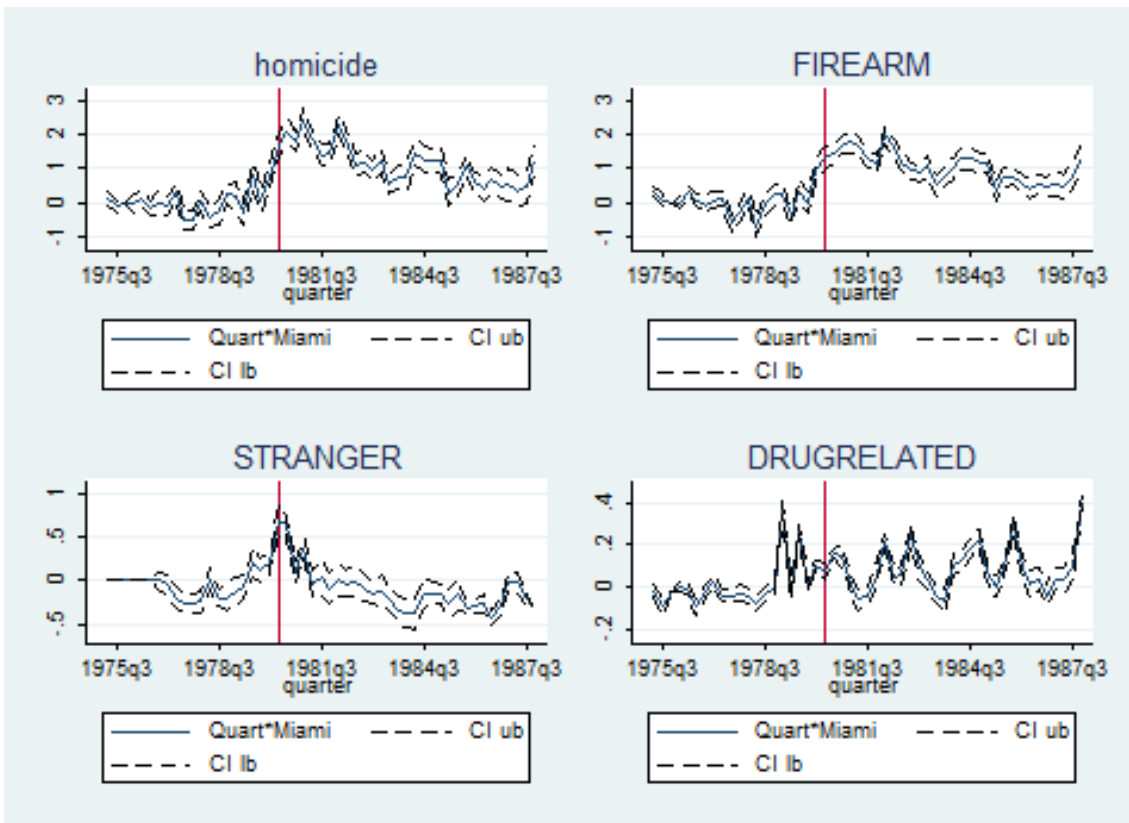 homicide
3
2
1
0
-1
1975q3 1978q3 1981q3 1984q3 1987q3
quarter
Quart*Miami CI ub
CI lb
FIREARM
3
2
1
0
-1
1975q3 1978q3 1981q3 1984q3 1987q3
quarter
Quart*Miami CI ub
CI lb
STRANGER
1
.5
0
-.5
1975q3 1978q3 1981q3 1984q3 1987q3
quarter
Quart*Miami CI ub
CI lb
DRUGRELATED
.4
.2
0
-.2
1975q3 1978q3 1981q3 1984q3 1987q3
quarter
Quart*Miami CI ub
CI lb